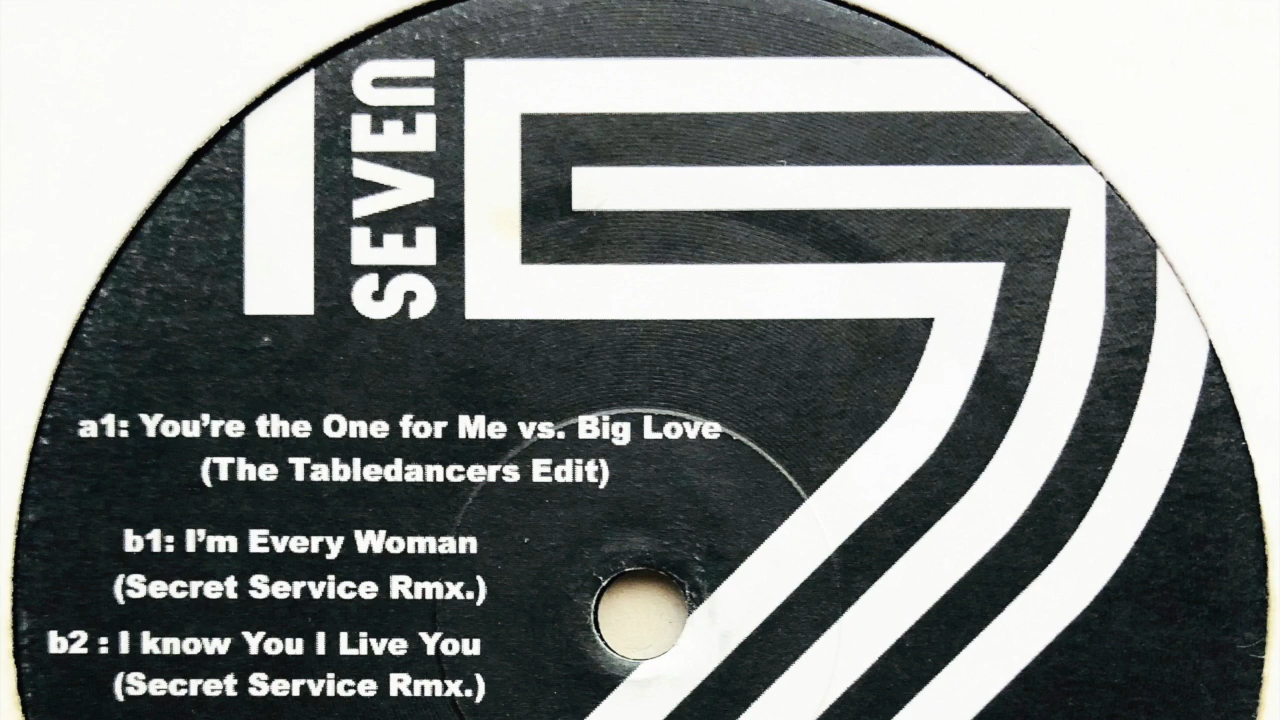 SEVEN
7
a1: You're the One for Me vs. Big Love
(The Tabledancers Edit)
b1: I'm Every Woman
(Secret Service Rmx.)
b2 : I know You I Live You
(Secret Service Rmx.)